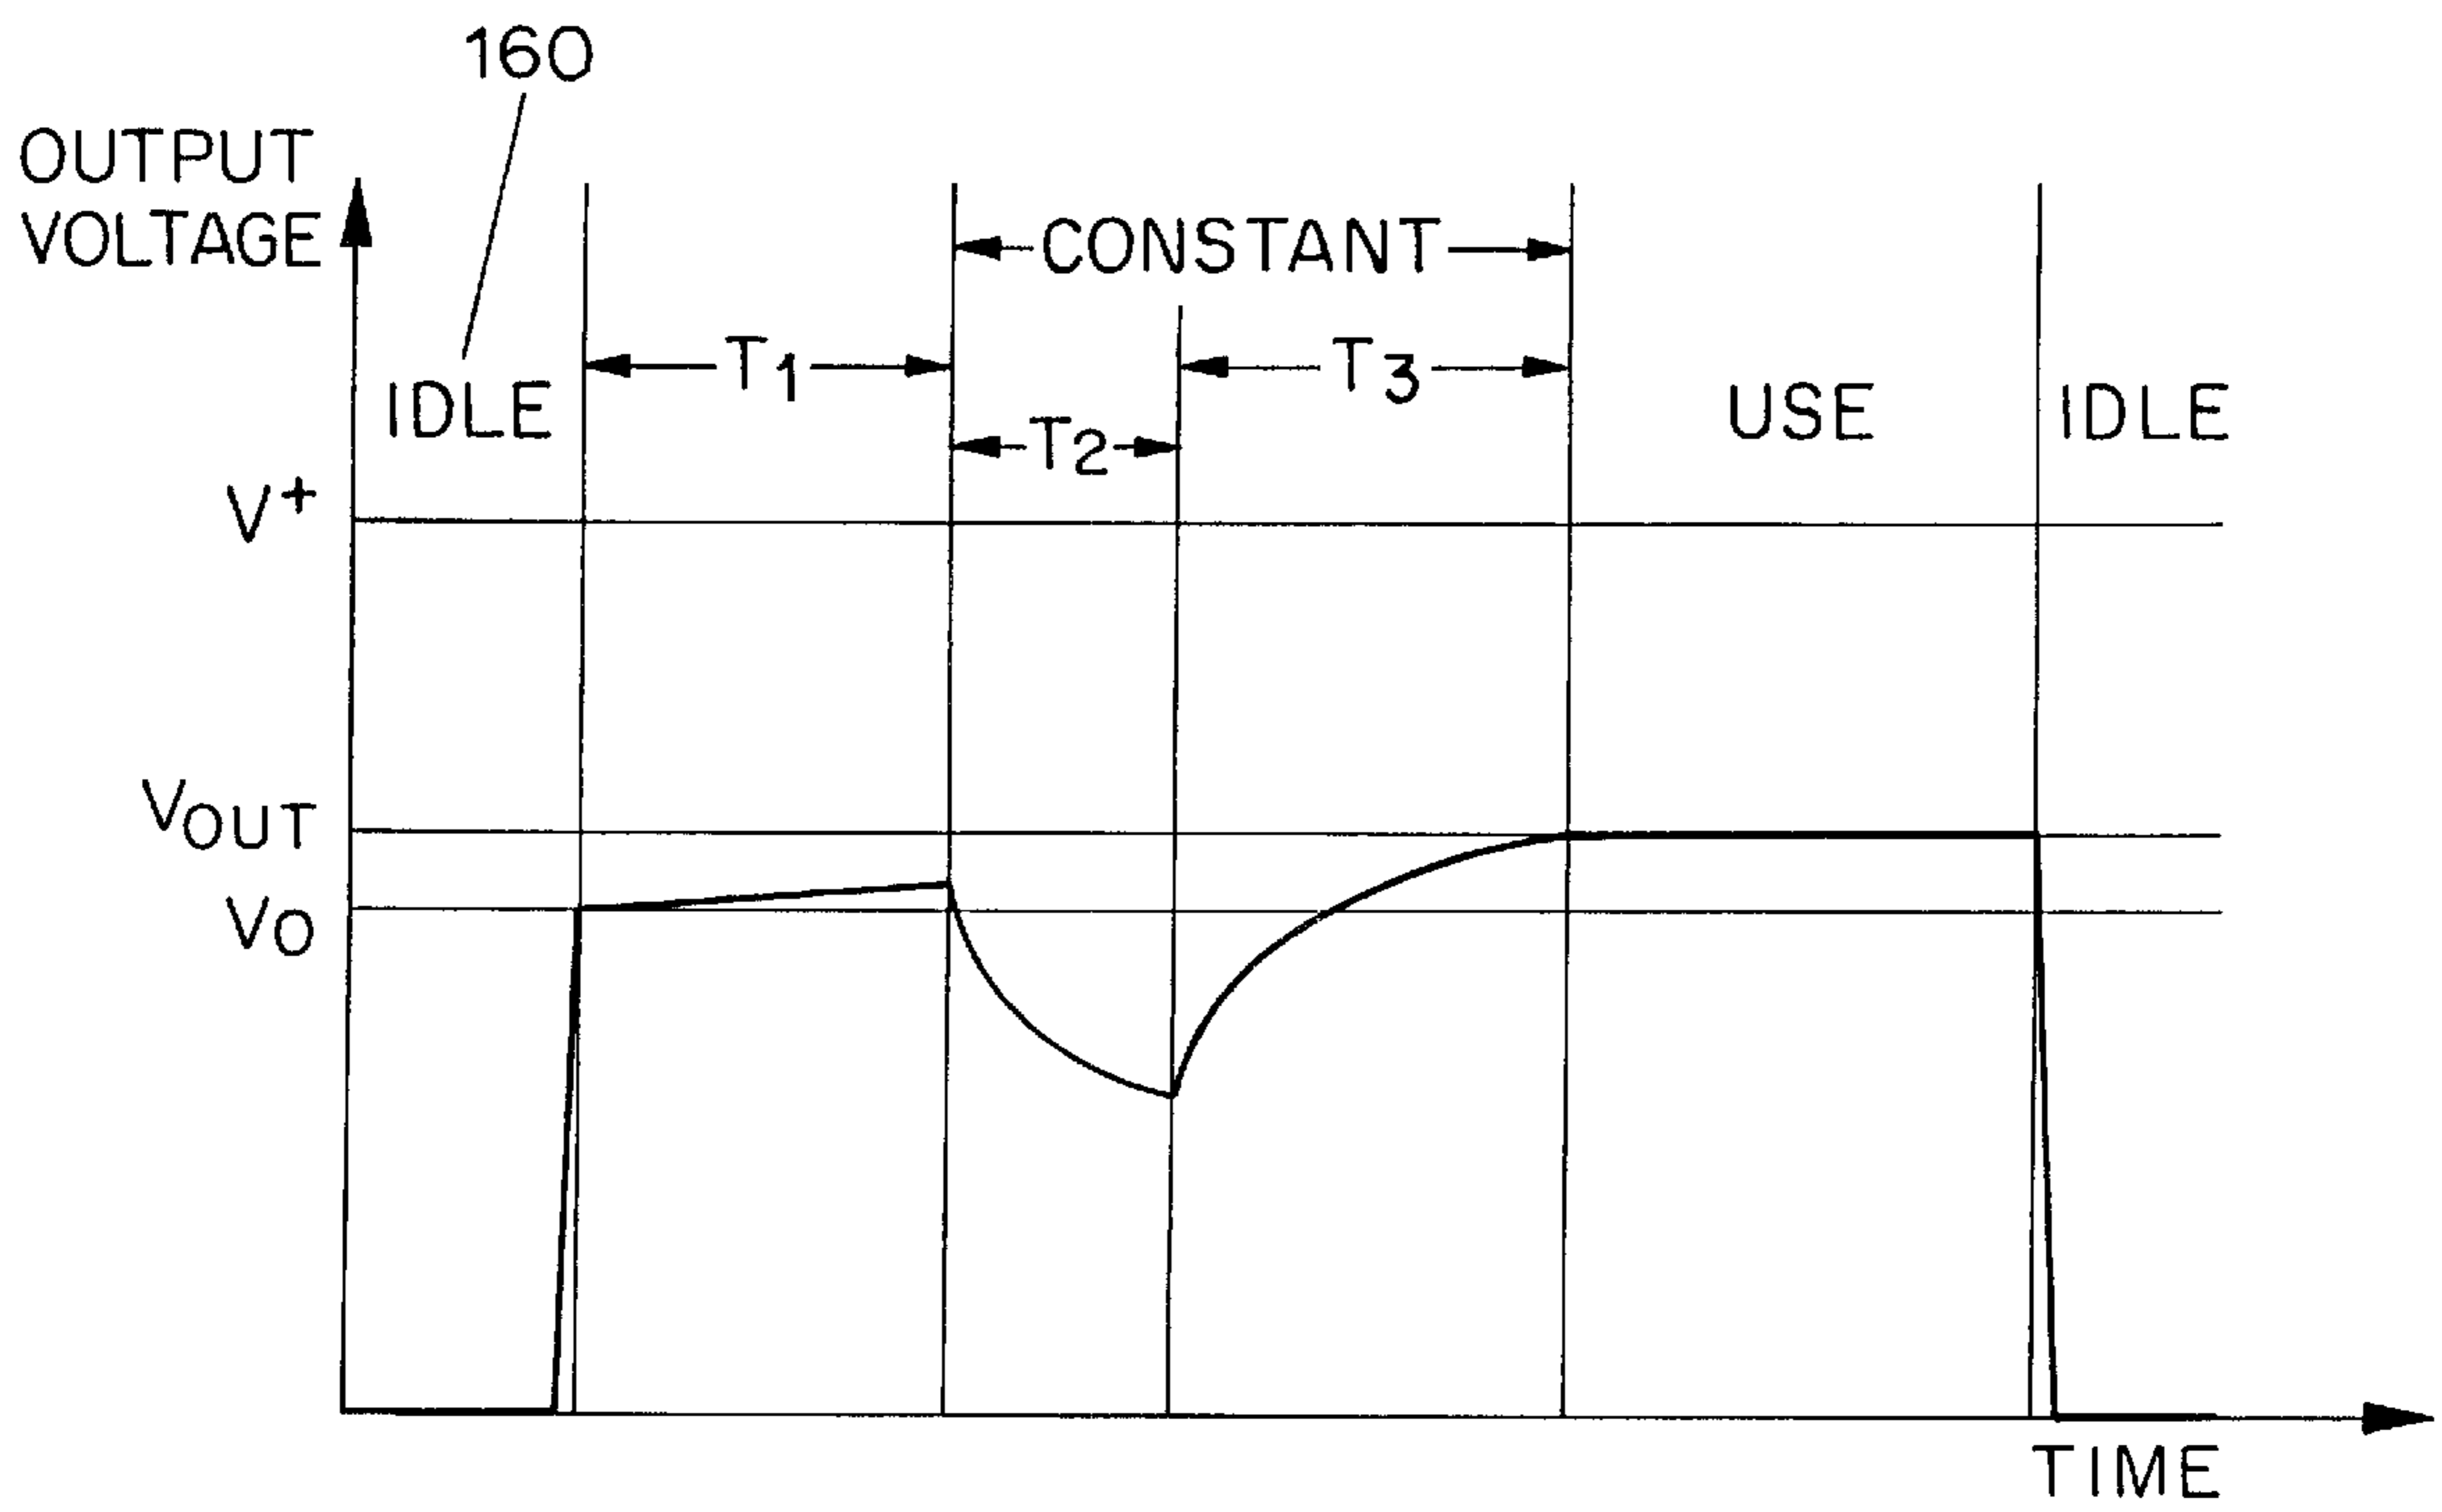 160
OUTPUT
VOLTAGE
CONSTANT
T1
T3
IDLE
USE
IDLE
T2
V+
VOUT
VO
TIME